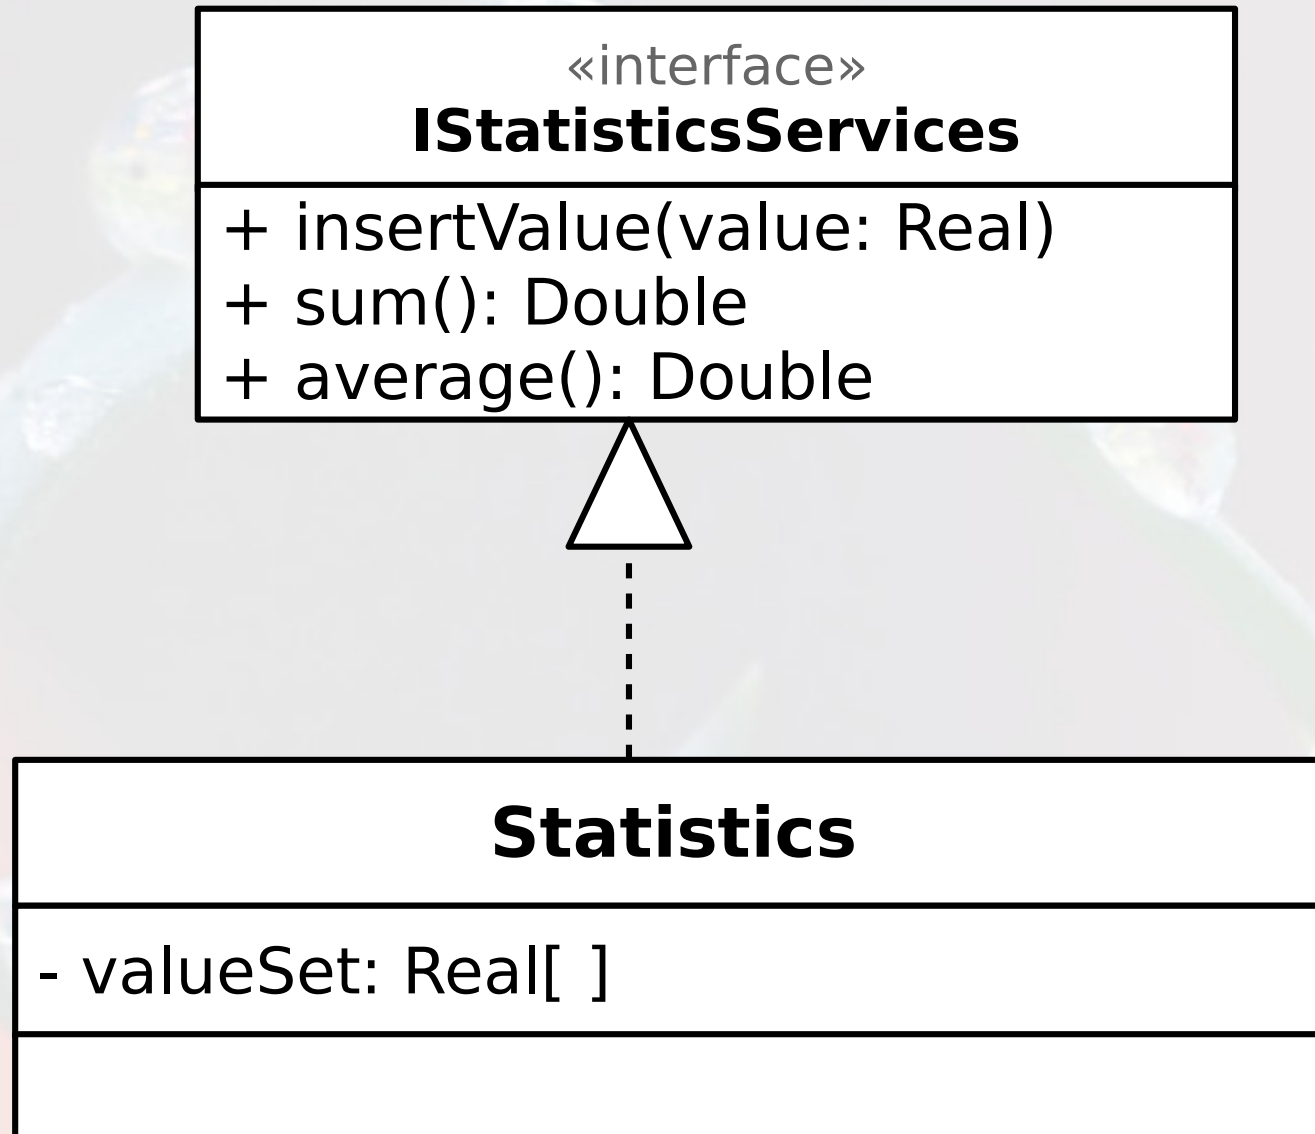 «interface»
IStatisticsServices
+ insertValue(value: Real)
+ sum(): Double
+ average(): Double
Statistics
- valueSet: Real[ ]